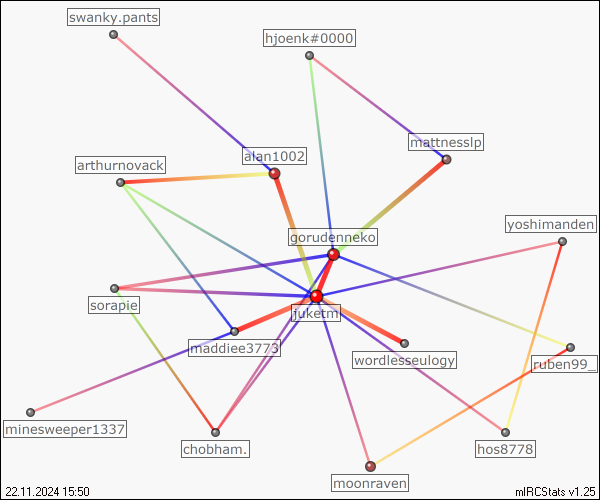 swanky.pants
hjoenk#0000
mattnesslp
alan1002
arthurnovack
yoshimanden
gorudenneko
sorapie
juketml
maddiee3773
wordlesseulogy
ruben99_
minesweeper1337
chobham.
hos8778
moonraven
22.11.2024 15:50
mIRCStats v1.25